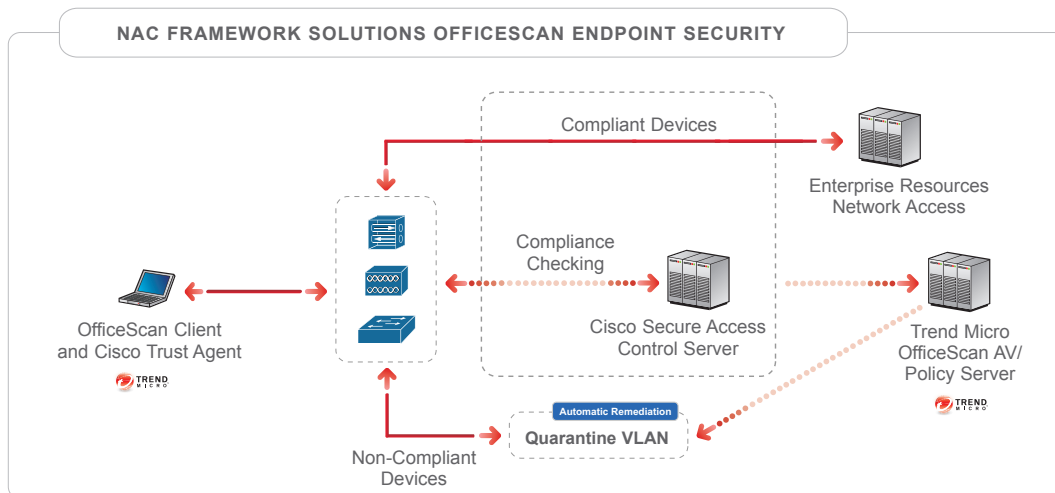 NAC FRAMEWORK SOLUTIONS OFFICESCAN ENDPOINT SECURITY
Compliant Devices
Enterprise Resources
Network Access
Compliance
Checking
OfficeScan Client
and Cisco Trust Agent
TREND
MICRO
Cisco Secure Access
Control Server
Trend Micro
OfficeScan AV/
Policy Server
TREND
MICRO
Automatic Remediation
Quarantine VLAN
Non-Compliant
Devices